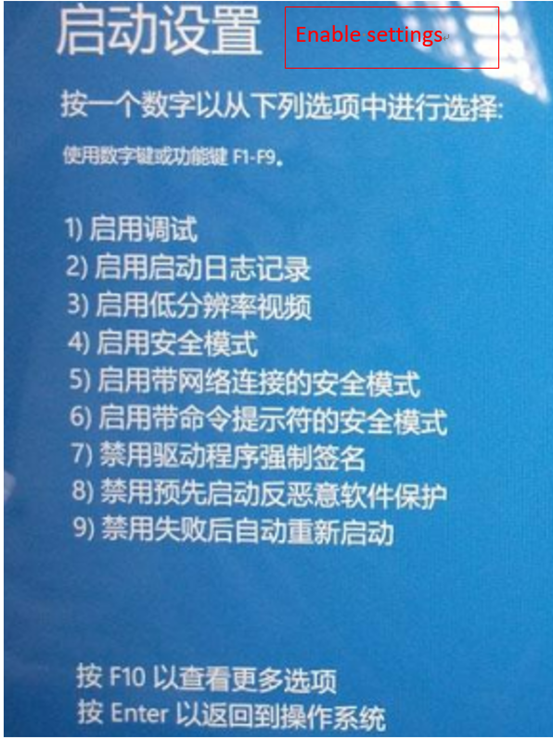 启动设置
Enable settings
按一个数字以从下列选项中进行选择:
使用数字键或功能键 F1-F9。
1) 启用调试
2) 启用启动日志记录
3) 启用低分辨率视频
4) 启用安全模式
5) 启用带网络连接的安全模式
6) 启用带命令提示符的安全模式
7) 禁用驱动程序强制签名
8) 禁用预先启动反恶意软件保护
9) 禁用失败后自动重新启动
按 F10 以查看更多选项
按 Enter 以返回到操作系统